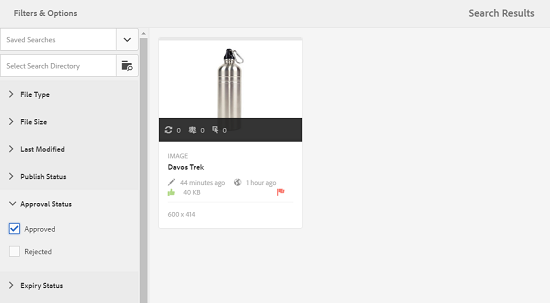 Filters & Options
Search Results
Saved Searches
Select Search Directory
File Type
File Size
Last Modified
Publish Status
Approval Status
Approved
Rejected
Expiry Status
0 0 0
IMAGE
Davos Trek
44 minutes ago 1 hour ago
40 KB
600 x 414